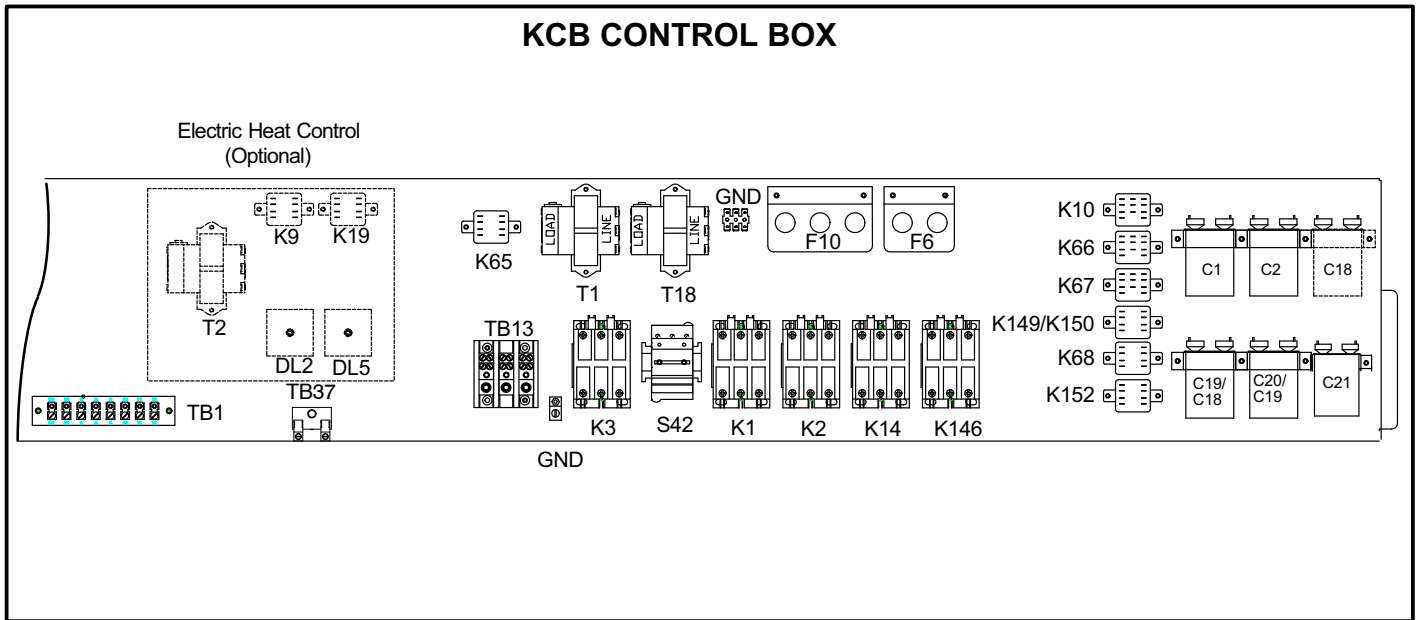 KCB CONTROL BOX
Electric Heat Control
(Optional)
K9
K19
T2
DL2
DL5
TB1
TB37
K65
LOAD
LINE
T1
LOAD
LINE
T18
GND
F10
F6
TB13
GND
K3
S42
K1
K2
K14
K146
K10
K66
K67
K149/K150
K68
K152
C1
C2
C18
C19/
C18
C20/
C19
C21